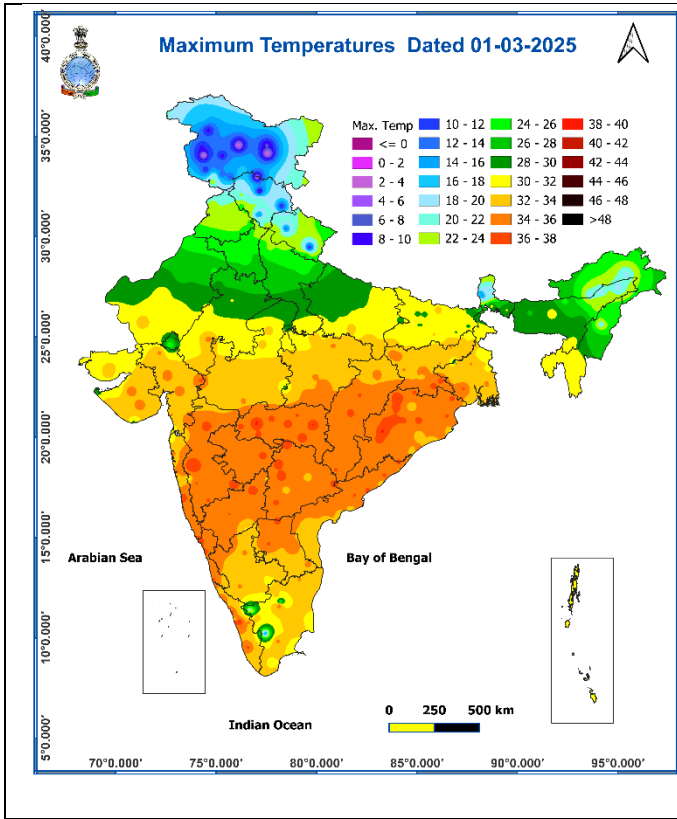 Maximum Temperatures Dated 01-03-2025
Max. Temp
<= 0
0 - 2
2 - 4
4 - 6
6 - 8
8 - 10
10 - 12
12 - 14
14 - 16
16 - 18
18 - 20
20 - 22
22 - 24
24 - 26
26 - 28
28 - 30
30 - 32
32 - 34
34 - 36
36 - 38
38 - 40
40 - 42
42 - 44
44 - 46
46 - 48
>48
40°0.000'
35°0.000'
30°0.000'
25°0.000'
20°0.000'
15°0.000'
10°0.000'
5°0.000'
Arabian Sea
Bay of Bengal
Indian Ocean
0 250 500 km
70°0.000' 75°0.000' 80°0.000' 85°0.000' 90°0.000' 95°0.000'